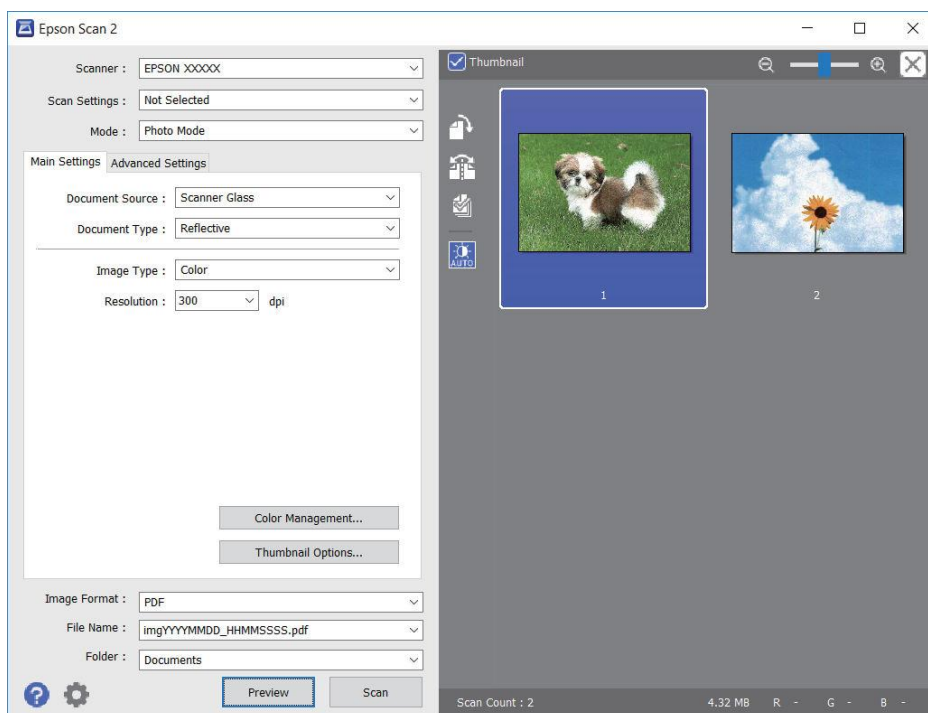 Epson Scan 2
Scanner : EPSON XXXXX
Scan Settings : Not Selected
Mode : Photo Mode
Main Settings Advanced Settings
Document Source : Scanner Glass
Document Type : Reflective
Image Type : Color
Resolution : 300 dpi
Color Management...
Thumbnail Options...
Image Format : PDF
File Name : imgYYYYMMDD_HHMMSSSS.pdf
Folder : Documents
Preview Scan
Thumbnail
AUTO
1 2
Scan Count : 2 4.32 MB R - G - B -